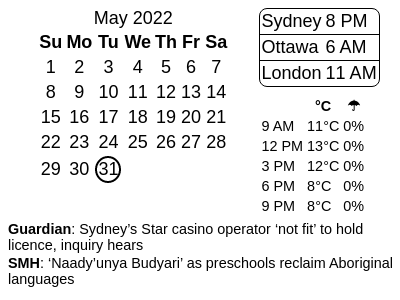 May 2022
Su Mo Tu We Th Fr Sa
1 2 3 4 5 6 7
8 9 10 11 12 13 14
15 16 17 18 19 20 21
22 23 24 25 26 27 28
29 30 31
Sydney 8 PM
Ottawa 6 AM
London 11 AM
°C ☂
9 AM 11°C 0%
12 PM 13°C 0%
3 PM 12°C 0%
6 PM 8°C 0%
9 PM 8°C 0%
Guardian: Sydney’s Star casino operator ‘not fit’ to hold
licence, inquiry hears
SMH: ‘Naady’unya Budyari’ as preschools reclaim Aboriginal
languages